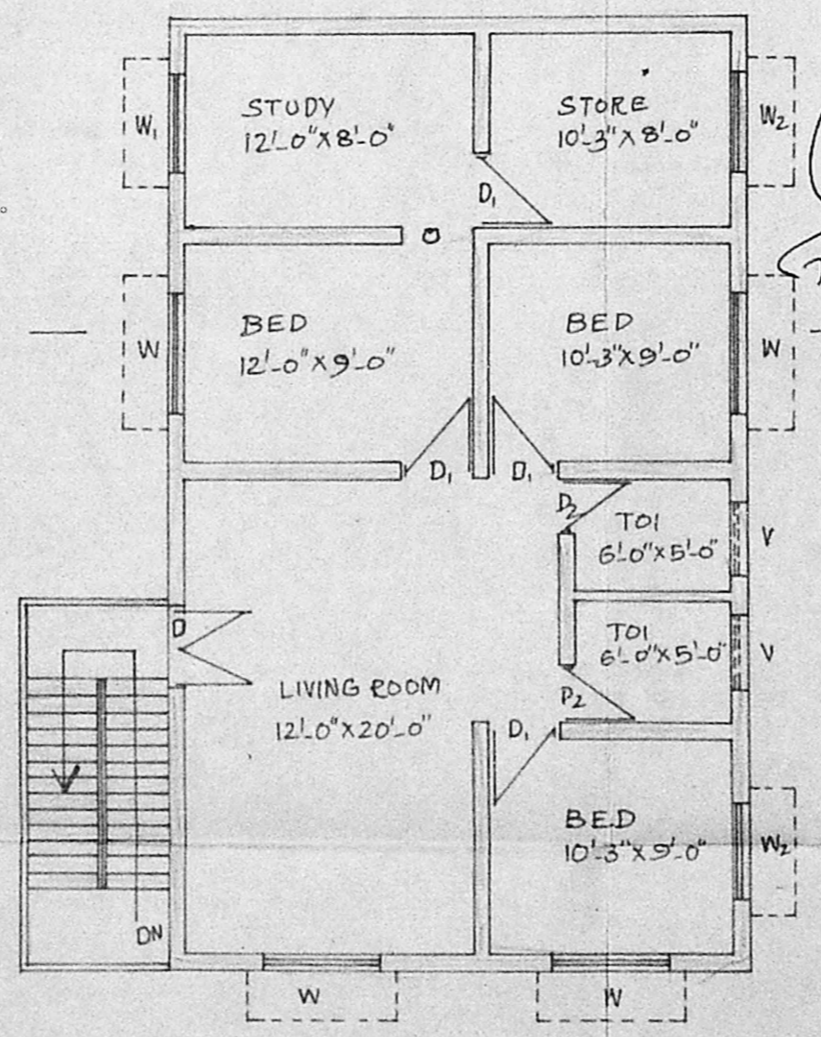 STUDY
12'-0"X8'-0"
STORE
10'-3"X8'-0"
W1
W2
D1
O
BED
12'-0"X9'-0"
BED
10'-3"X9'-0"
W
W
D1
D1
D2
TOI
6'-0"X5'-0"
V
D
TOI
6'-0"X5'-0"
V
LIVING ROOM
12'-0"X20'-0"
D2
D1
BED
10'-3"X9'-0"
W2
DN
W
W